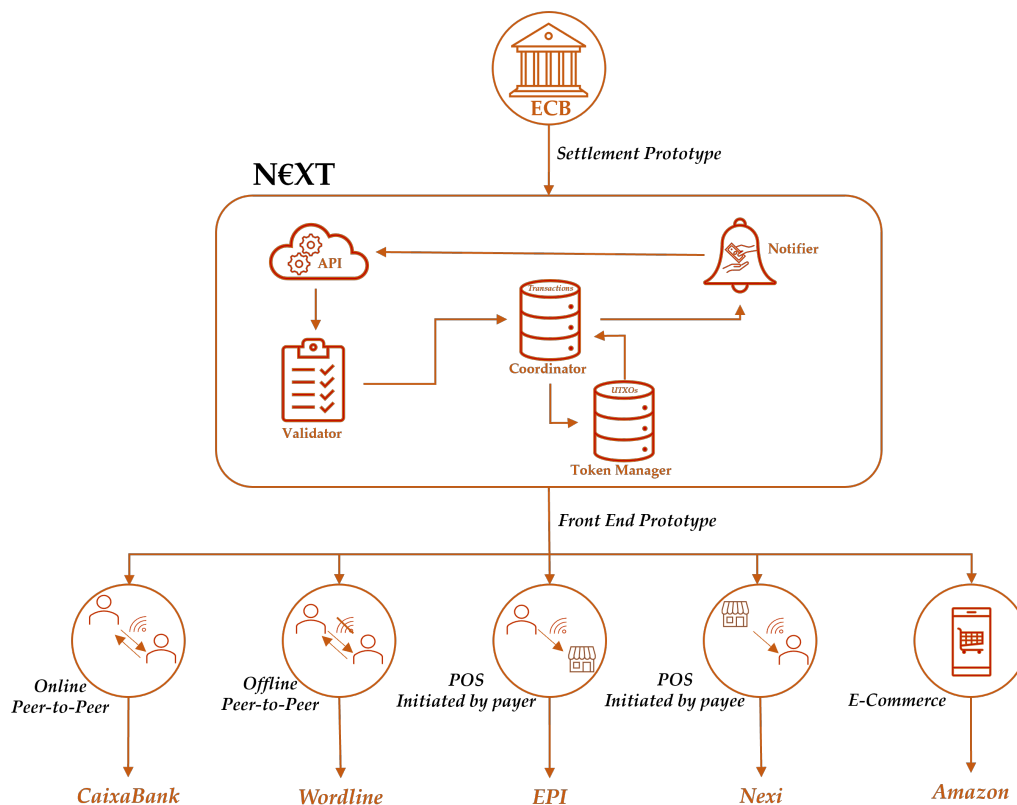 ECB
Settlement Prototype
N€XT
API
Notifier
Transactions
Coordinator
Validator
UTXOs
Token Manager
Front End Prototype
Online
Peer-to-Peer
Offline
Peer-to-Peer
POS
Initiated by payer
POS
Initiated by payee
E-Commerce
CaixaBank
Wordline
EPI
Nexi
Amazon